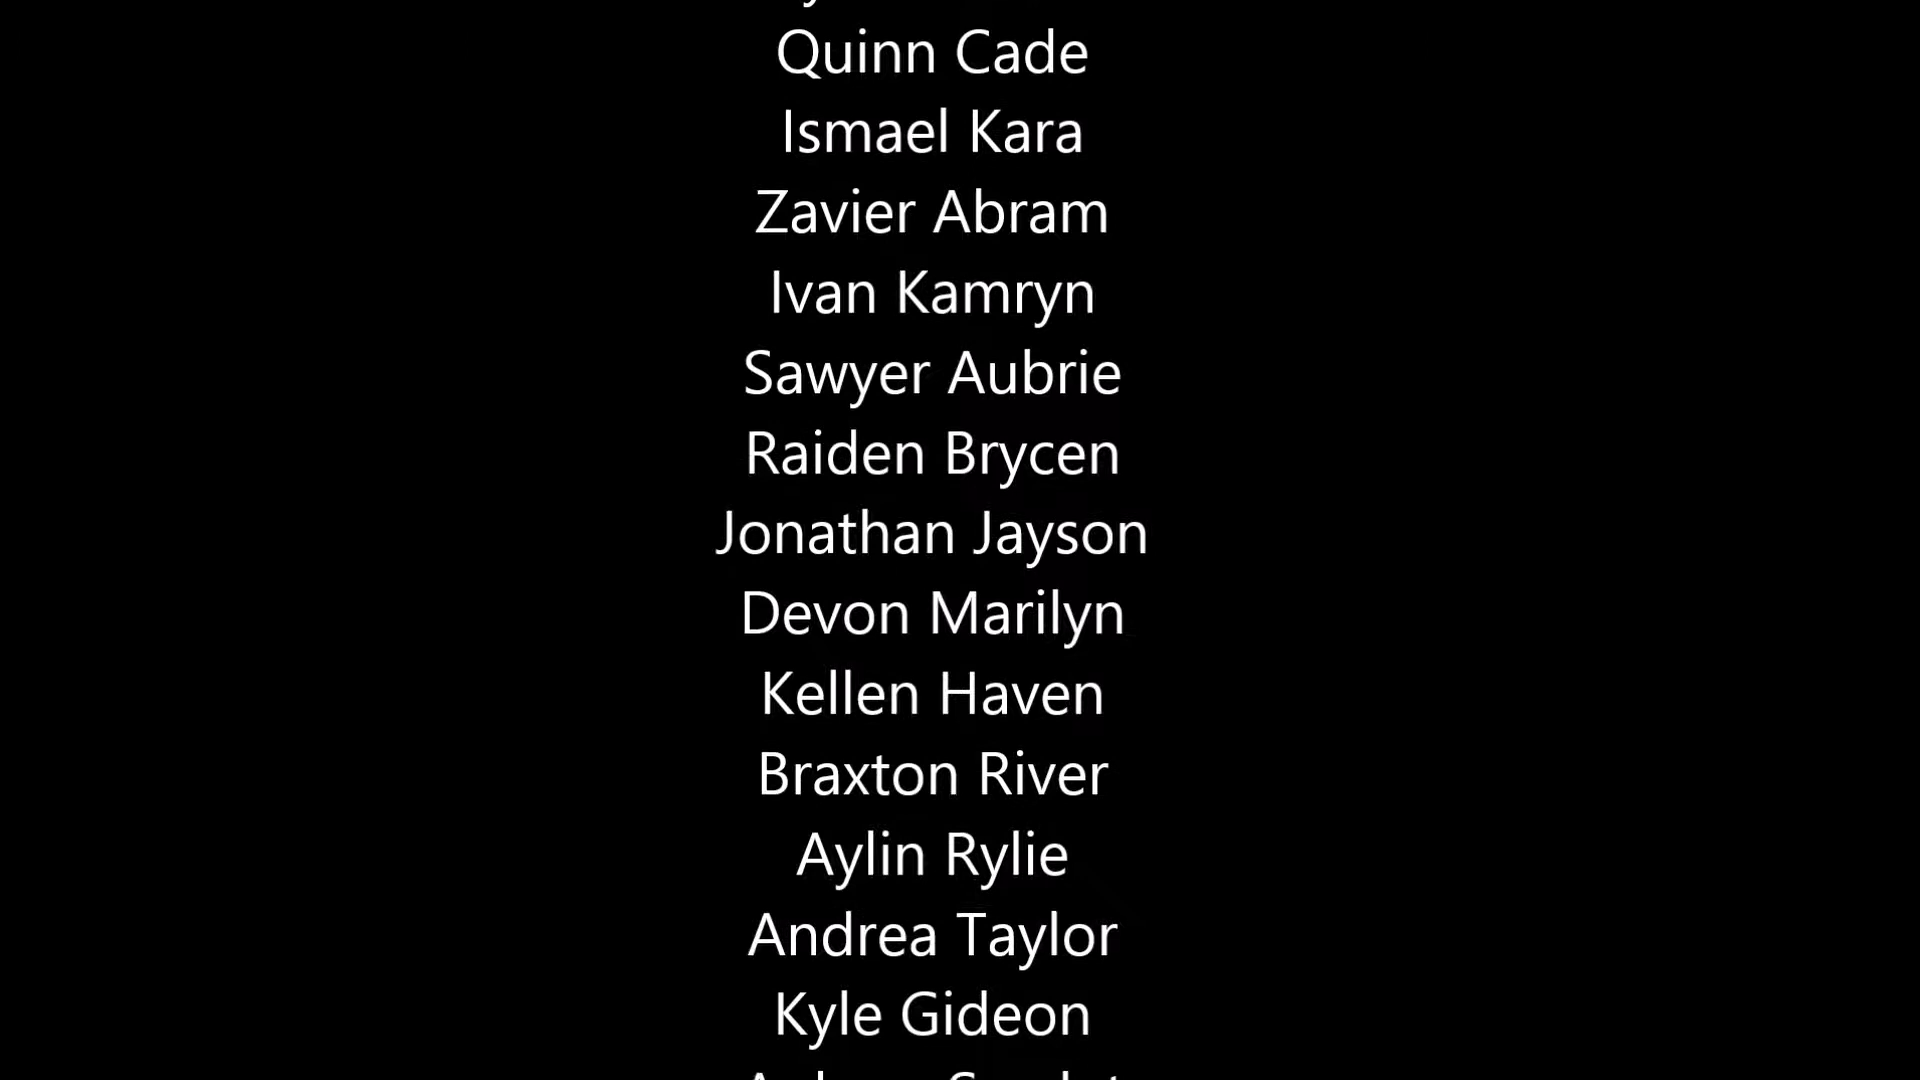 Quinn Cade
Ismael Kara
Zavier Abram
Ivan Kamryn
Sawyer Aubrie
Raiden Brycen
Jonathan Jayson
Devon Marilyn
Kellen Haven
Braxton River
Aylin Rylie
Andrea Taylor
Kyle Gideon